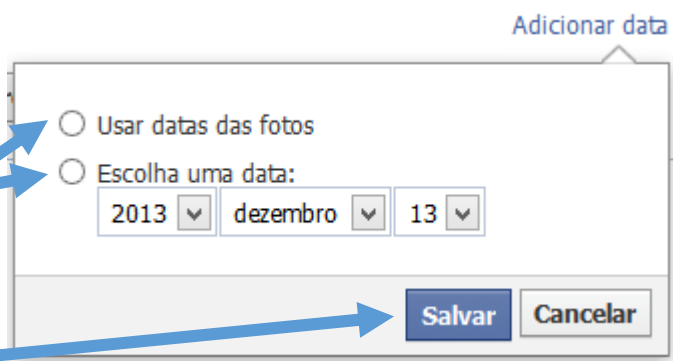 Adicionar data
Usar datas das fotos
Escolha uma data:
2013 dezembro 13
Salvar Cancelar